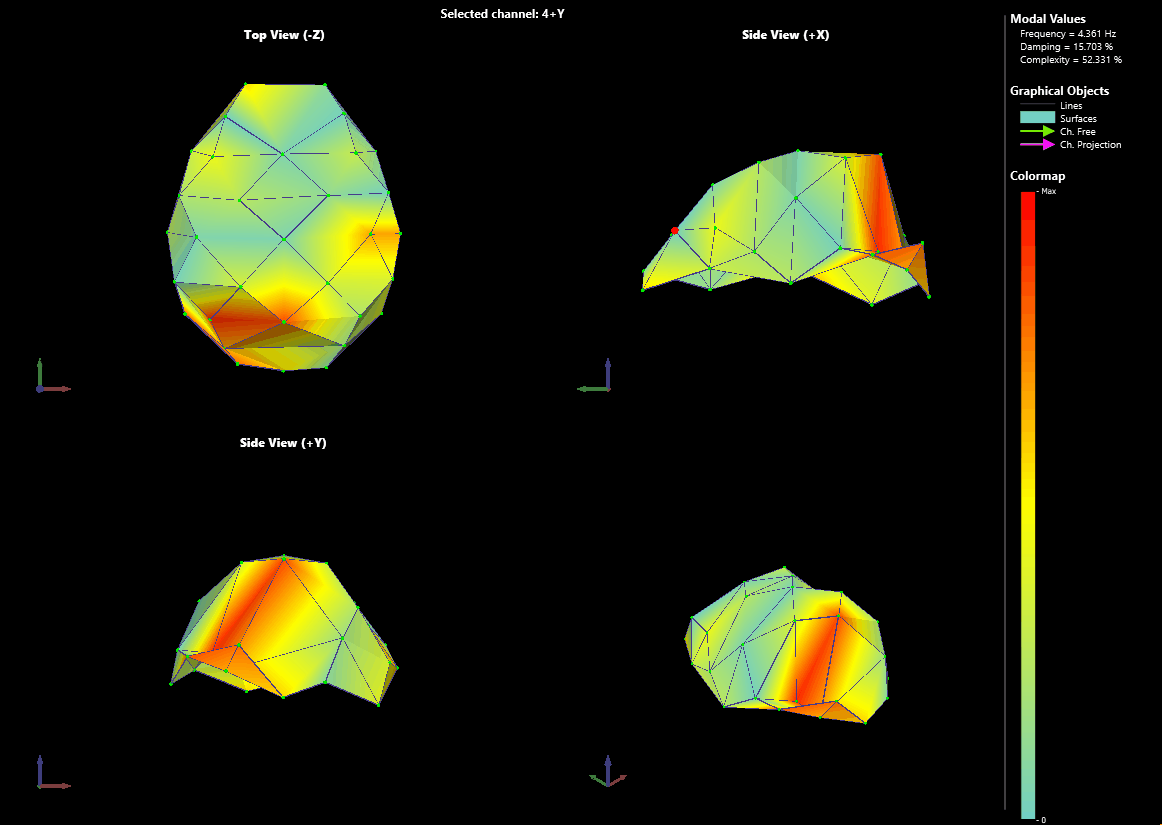 Selected channel: 4+Y
Top View (-Z)
Side View (+X)
Side View (+Y)
Modal Values
Frequency = 4.361 Hz
Damping = 15.703 %
Complexity = 52.331 %
Graphical Objects
Lines
Surfaces
Ch. Free
Ch. Projection
Colormap
- Max
- 0